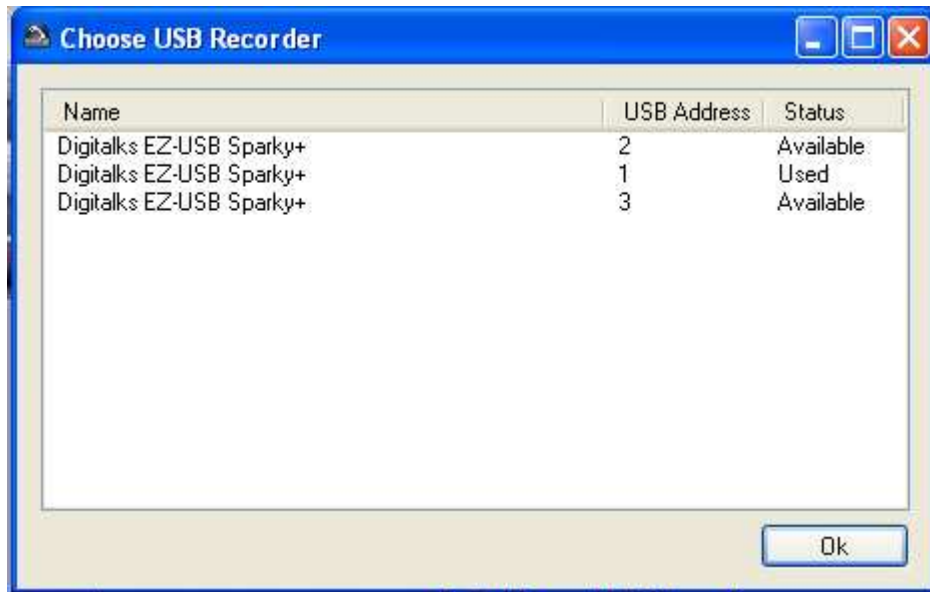 Choose USB Recorder
Name USB Address Status
Digitalks EZ-USB Sparky+ 2 Available
Digitalks EZ-USB Sparky+ 1 Used
Digitalks EZ-USB Sparky+ 3 Available
Ok